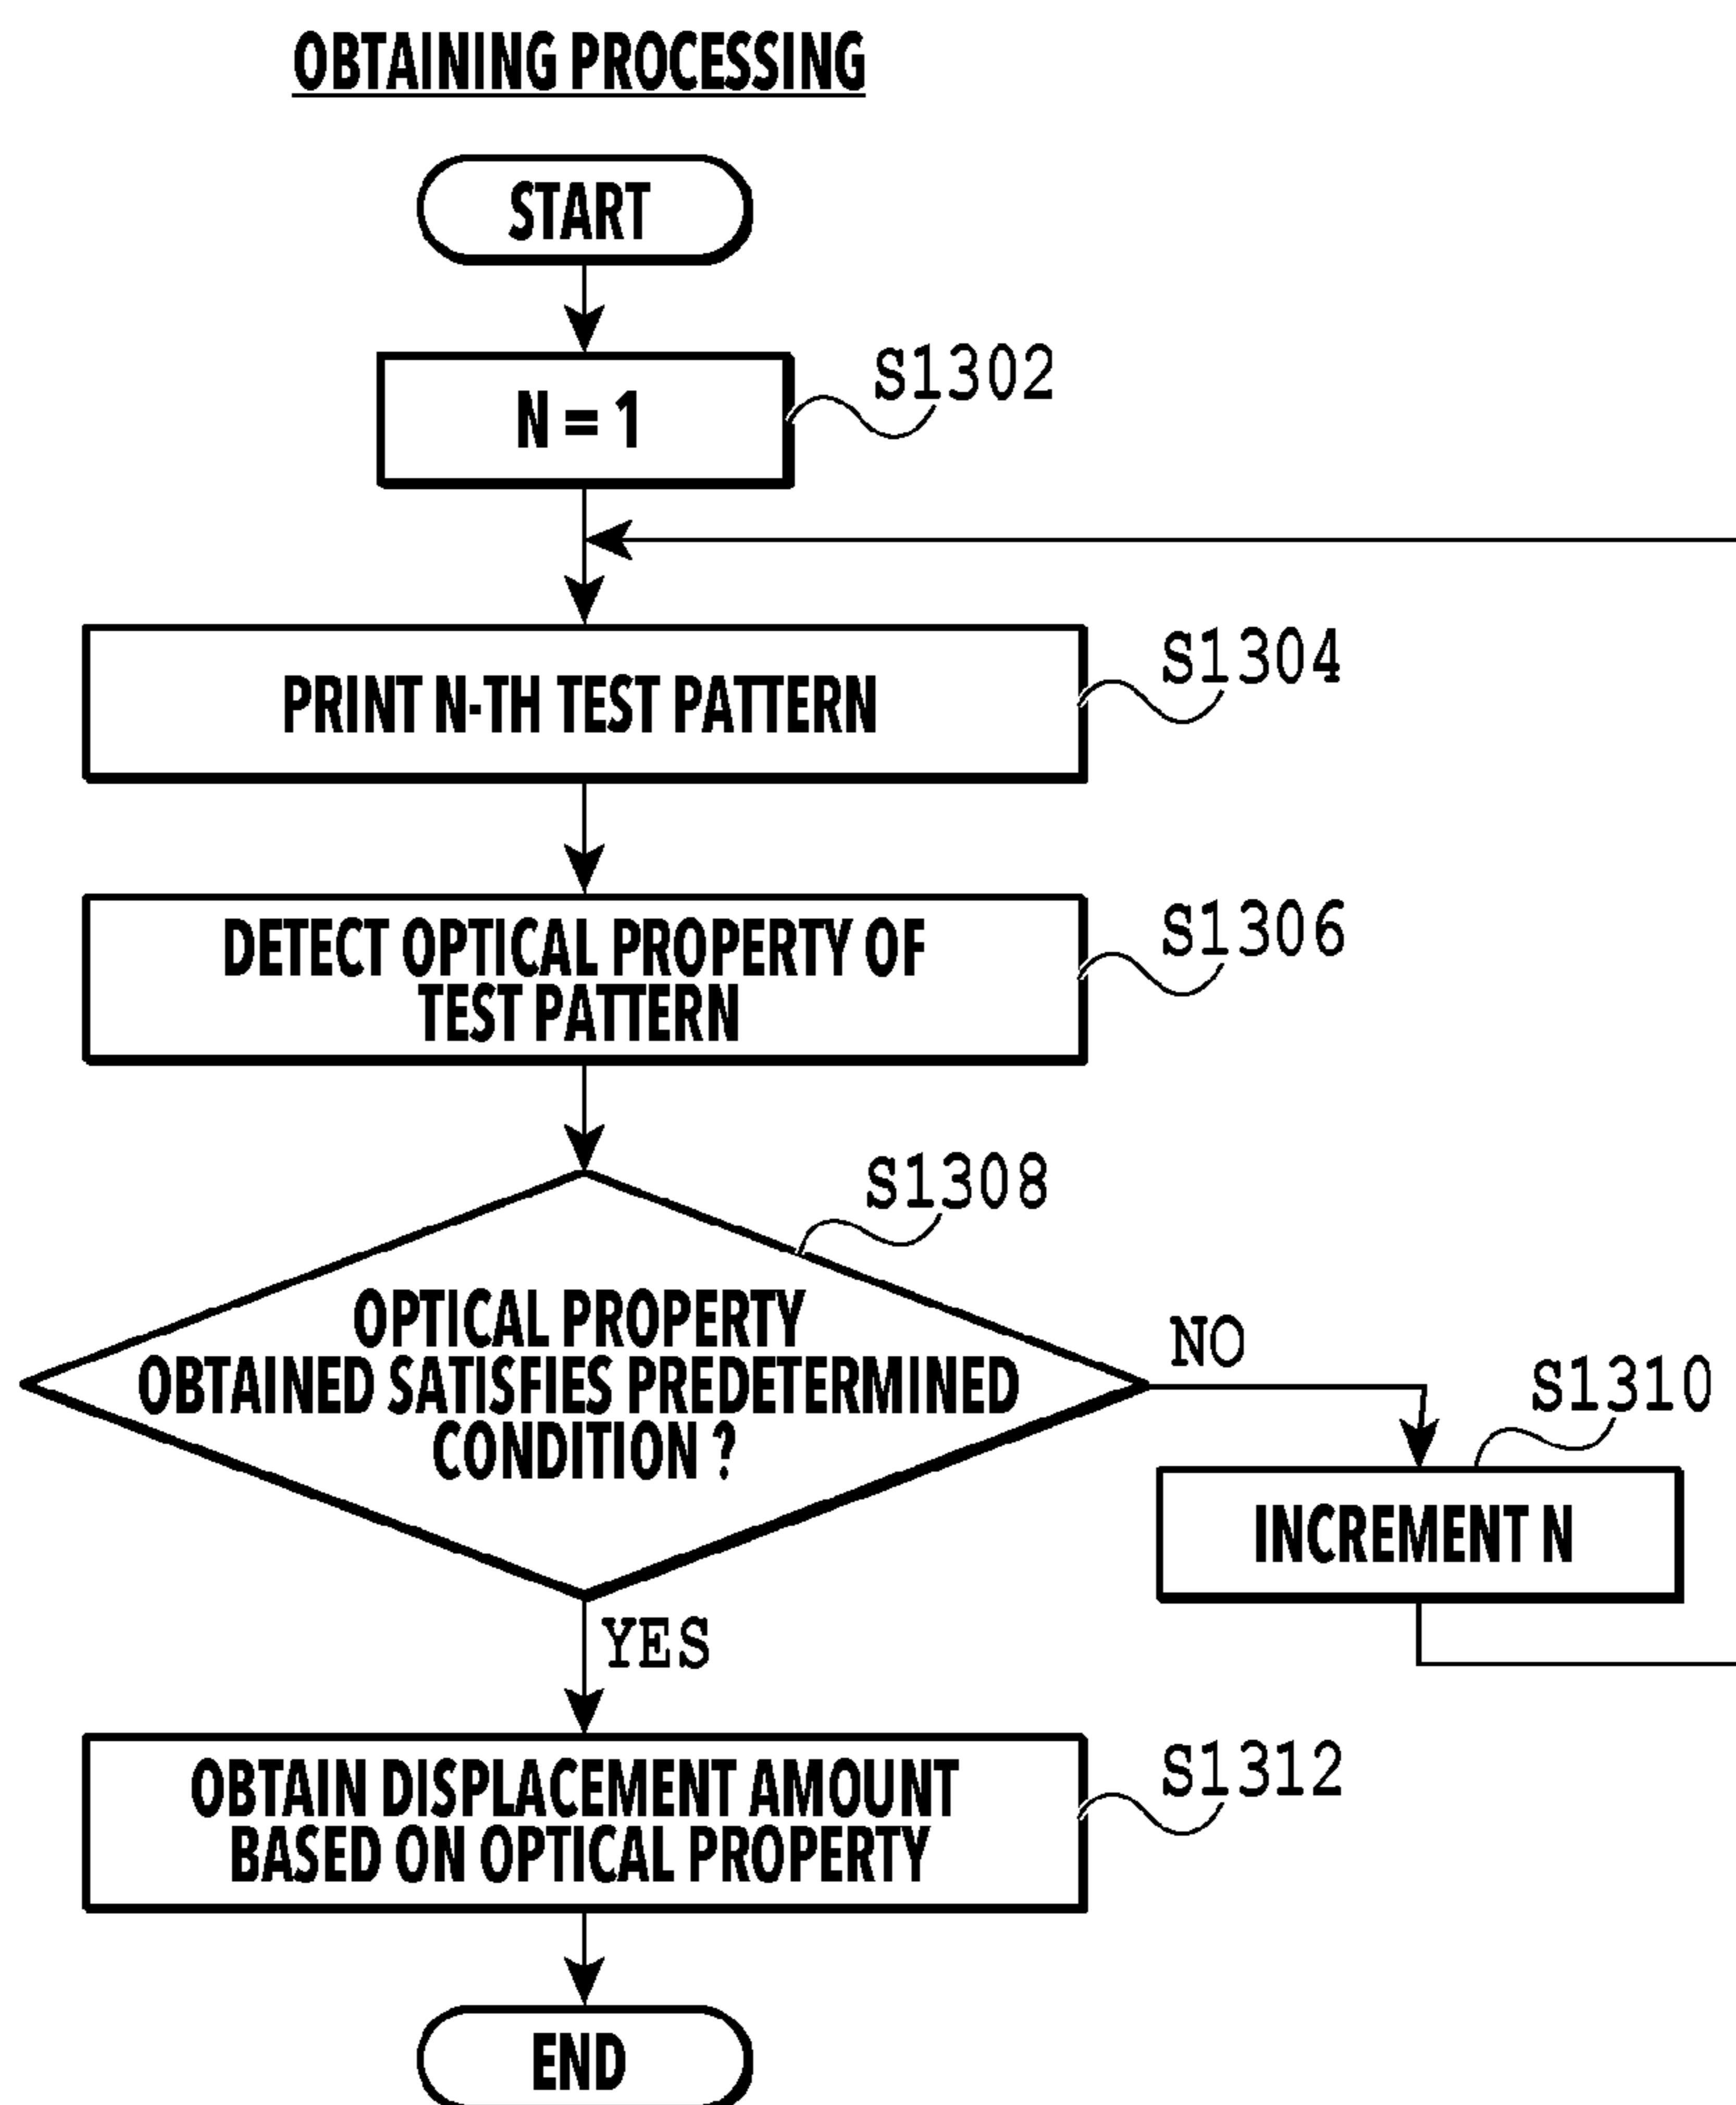 OBTAINING PROCESSING
START
N = 1
S1302
PRINT N-TH TEST PATTERN
S1304
DETECT OPTICAL PROPERTY OF
TEST PATTERN
S1306
S1308
OPTICAL PROPERTY
OBTAINED SATISFIES PREDETERMINED
CONDITION ?
NO
S1310
INCREMENT N
YES
OBTAIN DISPLACEMENT AMOUNT
BASED ON OPTICAL PROPERTY
S1312
END